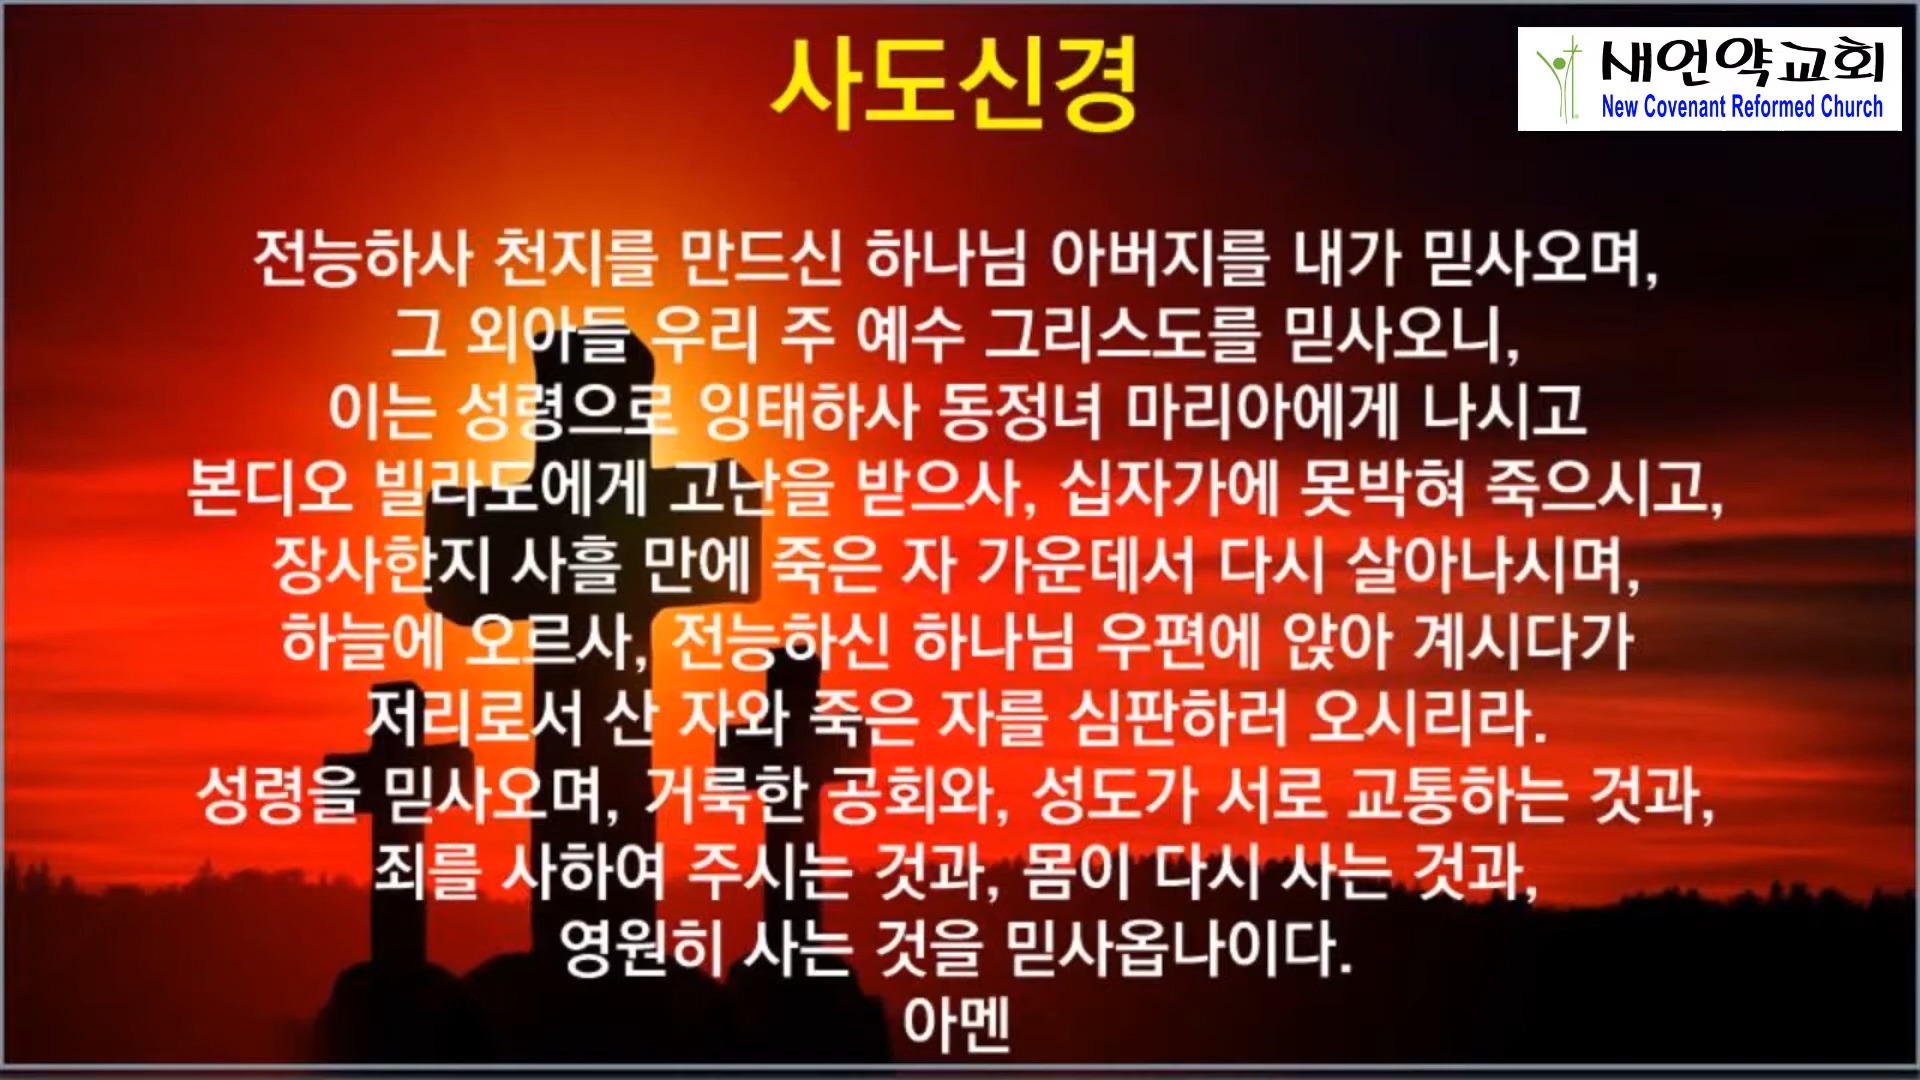 사도신경
새언약교회
New Covenant Reformed Church
전능하사 천지를 만드신 하나님 아버지를 내가 믿사오며,
그 외아들 우리 주 예수 그리스도를 믿사오니,
이는 성령으로 잉태하사 동정녀 마리아에게 나시고
본디오 빌라도에게 고난을 받으사, 십자가에 못박혀 죽으시고,
장사한지 사흘 만에 죽은 자 가운데서 다시 살아나시며,
하늘에 오르사, 전능하신 하나님 우편에 앉아 계시다가
저리로서 산 자와 죽은 자를 심판하러 오시리라.
성령을 믿사오며, 거룩한 공회와, 성도가 서로 교통하는 것과,
죄를 사하여 주시는 것과, 몸이 다시 사는 것과,
영원히 사는 것을 믿사옵나이다.
아멘